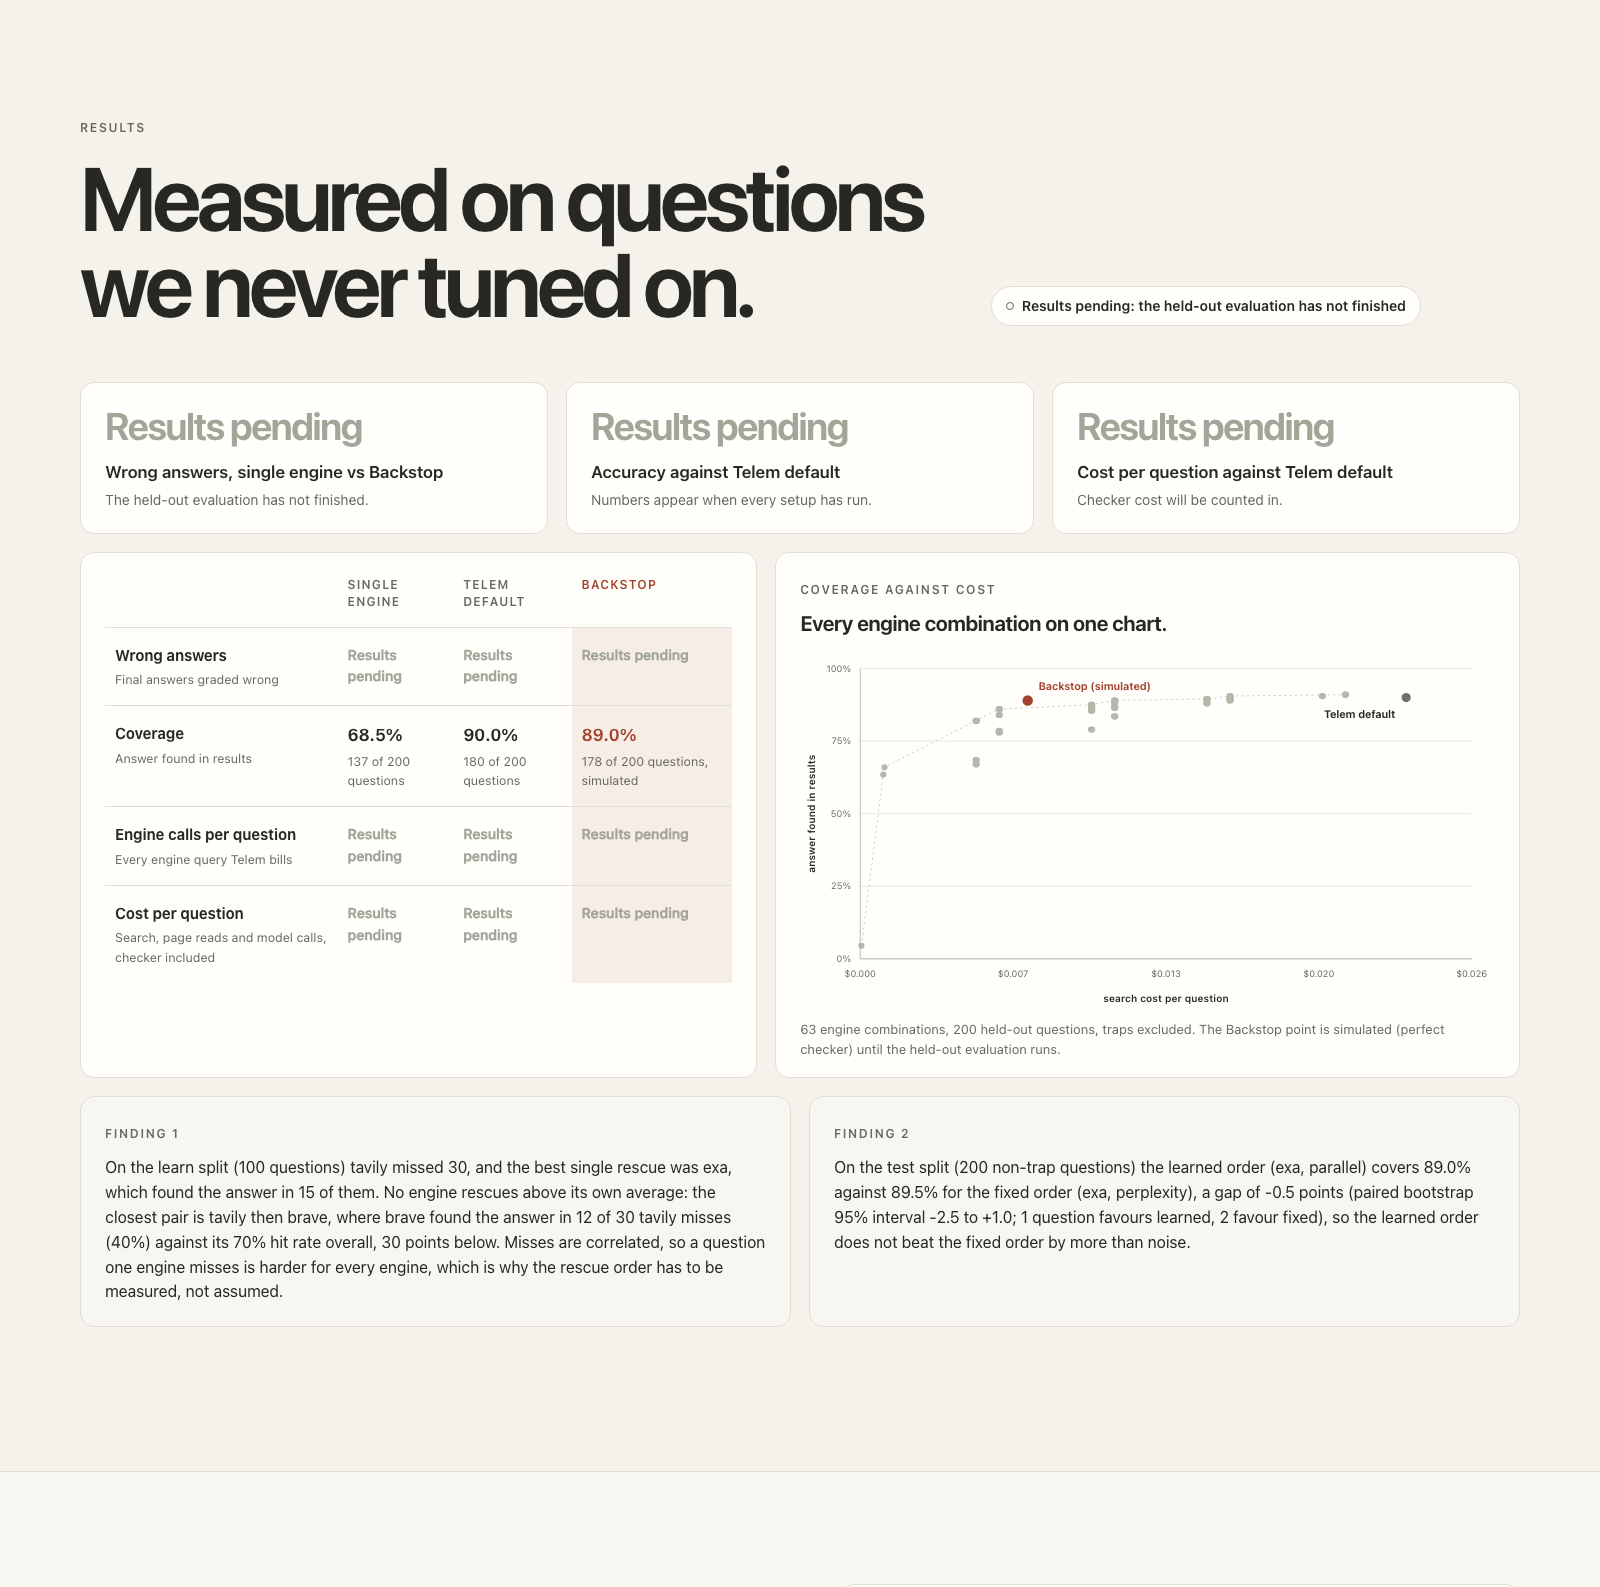 RESULTS
Measured on questions
we never tuned on.
Results pending: the held-out evaluation has not finished
Results pending
Wrong answers, single engine vs Backstop
The held-out evaluation has not finished.
Results pending
Accuracy against Telem default
Numbers appear when every setup has run.
Results pending
Cost per question against Telem default
Checker cost will be counted in.
SINGLE
ENGINE
TELEM
DEFAULT
BACKSTOP
Wrong answers
Final answers graded wrong
Results
pending
Results
pending
Results pending
Coverage
Answer found in results
68.5%
137 of 200
questions
90.0%
180 of 200
questions
89.0%
178 of 200 questions,
simulated
Engine calls per question
Every engine query Telem bills
Results
pending
Results
pending
Results pending
Cost per question
Search, page reads and model calls,
checker included
Results
pending
Results
pending
Results pending
COVERAGE AGAINST COST
Every engine combination on one chart.
100%
75%
50%
25%
0%
answer found in results
Backstop (simulated)
Telem default
$0.000
$0.007
$0.013
$0.020
$0.026
search cost per question
63 engine combinations, 200 held-out questions, traps excluded. The Backstop point is simulated (perfect
checker) until the held-out evaluation runs.
FINDING 1
On the learn split (100 questions) tavily missed 30, and the best single rescue was exa,
which found the answer in 15 of them. No engine rescues above its own average: the
closest pair is tavily then brave, where brave found the answer in 12 of 30 tavily misses
(40%) against its 70% hit rate overall, 30 points below. Misses are correlated, so a question
one engine misses is harder for every engine, which is why the rescue order has to be
measured, not assumed.
FINDING 2
On the test split (200 non-trap questions) the learned order (exa, parallel) covers 89.0%
against 89.5% for the fixed order (exa, perplexity), a gap of -0.5 points (paired bootstrap
95% interval -2.5 to +1.0; 1 question favours learned, 2 favour fixed), so the learned order
does not beat the fixed order by more than noise.